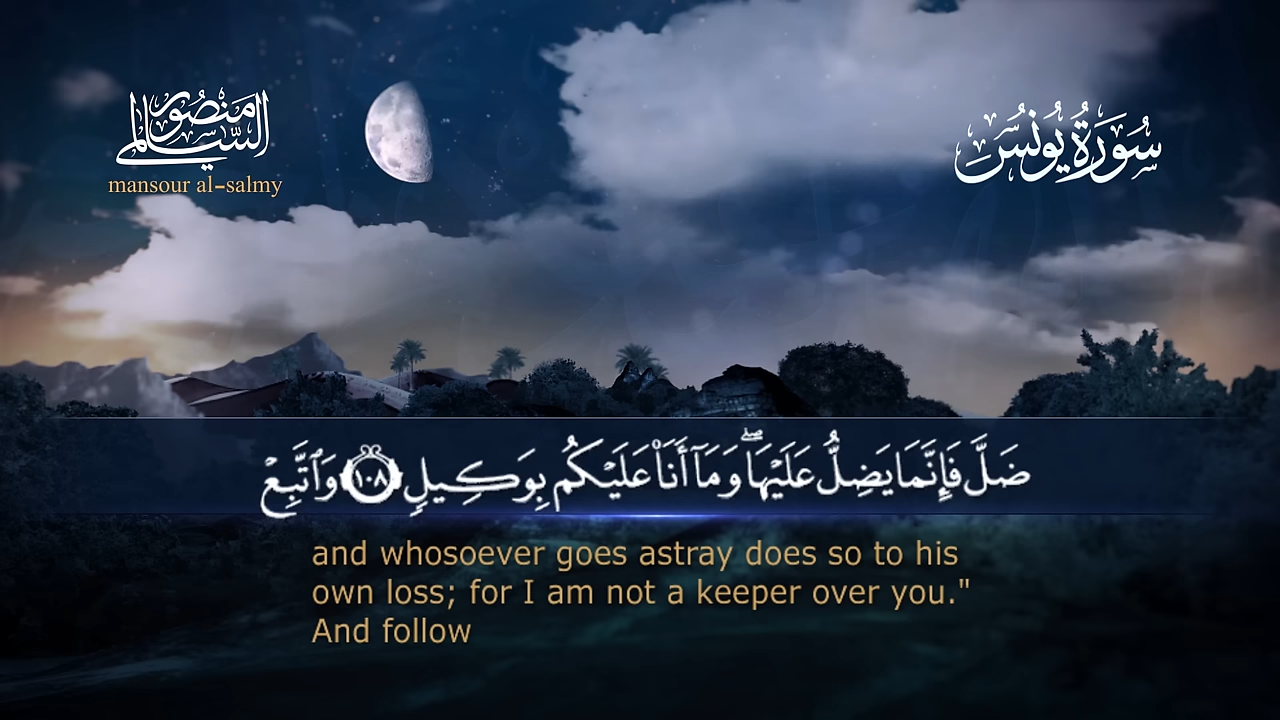 منصور
السالمي
mansour al-salmy
سُورَةُ يُونُس
ضَلَّ فَإِنَّمَا يَضِلُّ عَلَيْهَاۖ وَمَآ أَنَا۠ عَلَيْكُم بِوَكِيلٍ ١٠٨ وَٱتَّبِعْ
and whosoever goes astray does so to his
own loss; for I am not a keeper over you."
And follow